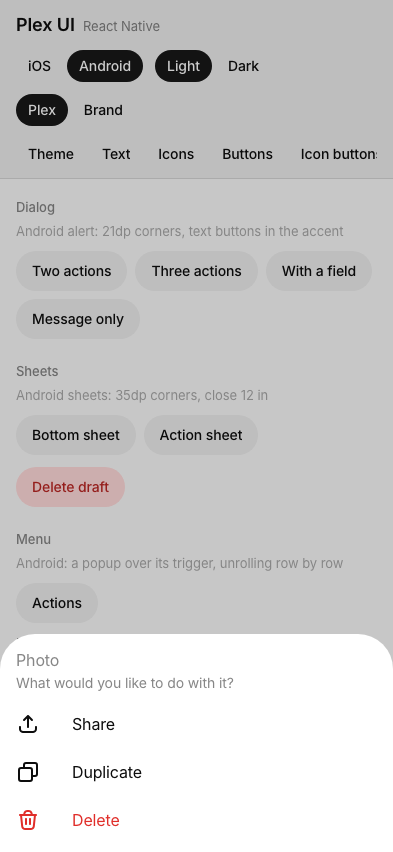 Plex UI React Native
iOS Android Light Dark
Plex Brand
Theme Text Icons Buttons Icon buttons
Dialog
Android alert: 21dp corners, text buttons in the accent
Two actions Three actions With a field
Message only
Sheets
Android sheets: 35dp corners, close 12 in
Bottom sheet Action sheet
Delete draft
Menu
Android: a popup over its trigger, unrolling row by row
Actions
Photo
What would you like to do with it?
Share
Duplicate
Delete